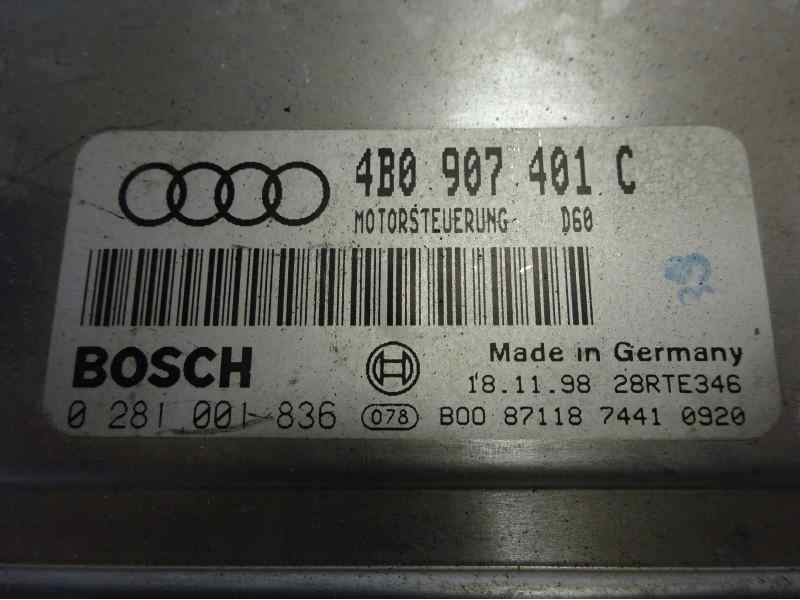 4B0 907 401 C
MOTORSTEUERUNG D60
BOSCH
Made in Germany
18.11.98 28RTE346
0 281 001 836 078 B00 87118 7441 0920